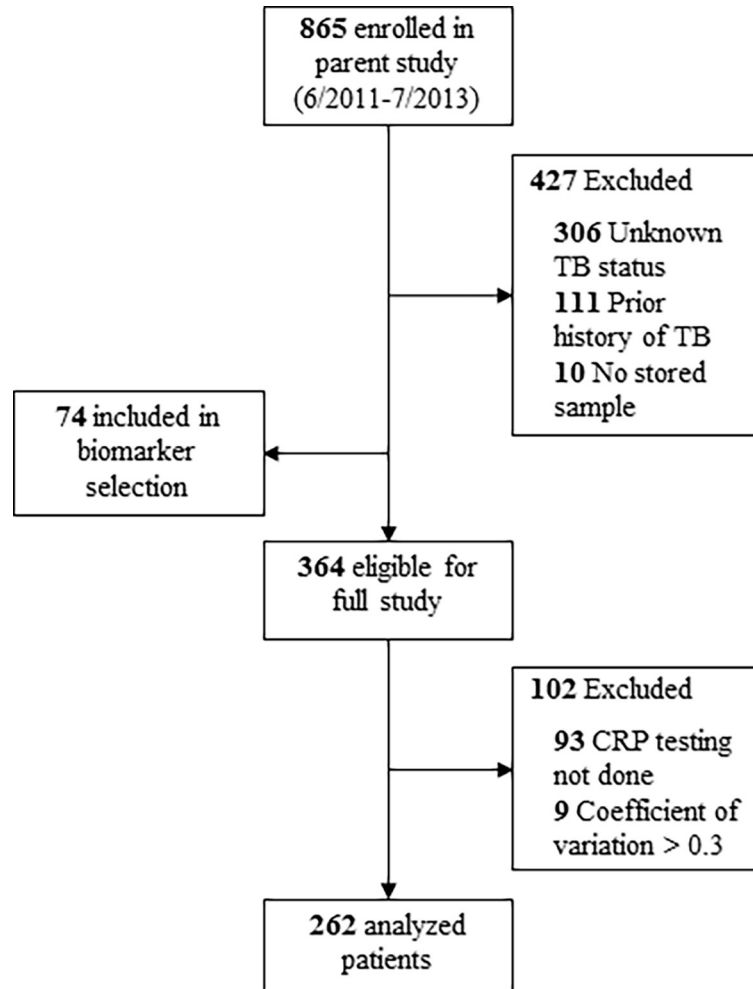 865 enrolled in
parent study
(6/2011-7/2013)
427 Excluded
306 Unknown
TB status
111 Prior
history of TB
10 No stored
sample
74 included in
biomarker
selection
364 eligible for
full study
102 Excluded
93 CRP testing
not done
9 Coefficient of
variation > 0.3
262 analyzed
patients